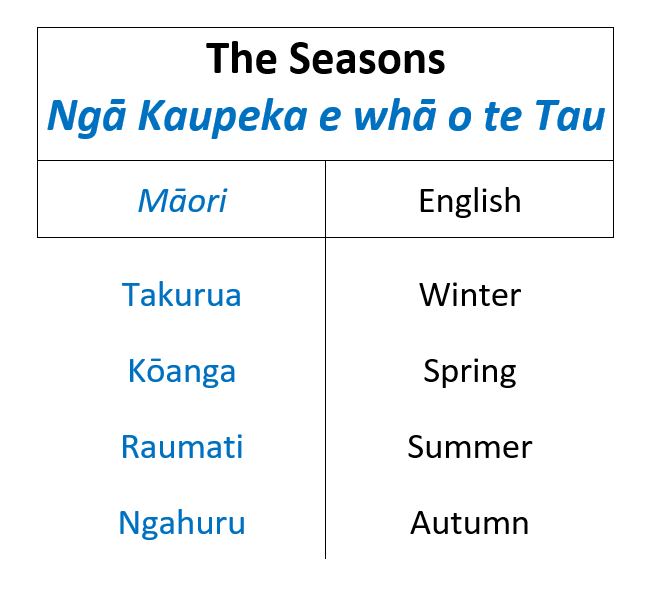 The Seasons
Ngā Kaupeka e whā o te Tau
Māori English
Takurua Winter
Kōanga Spring
Raumati Summer
Ngahuru Autumn